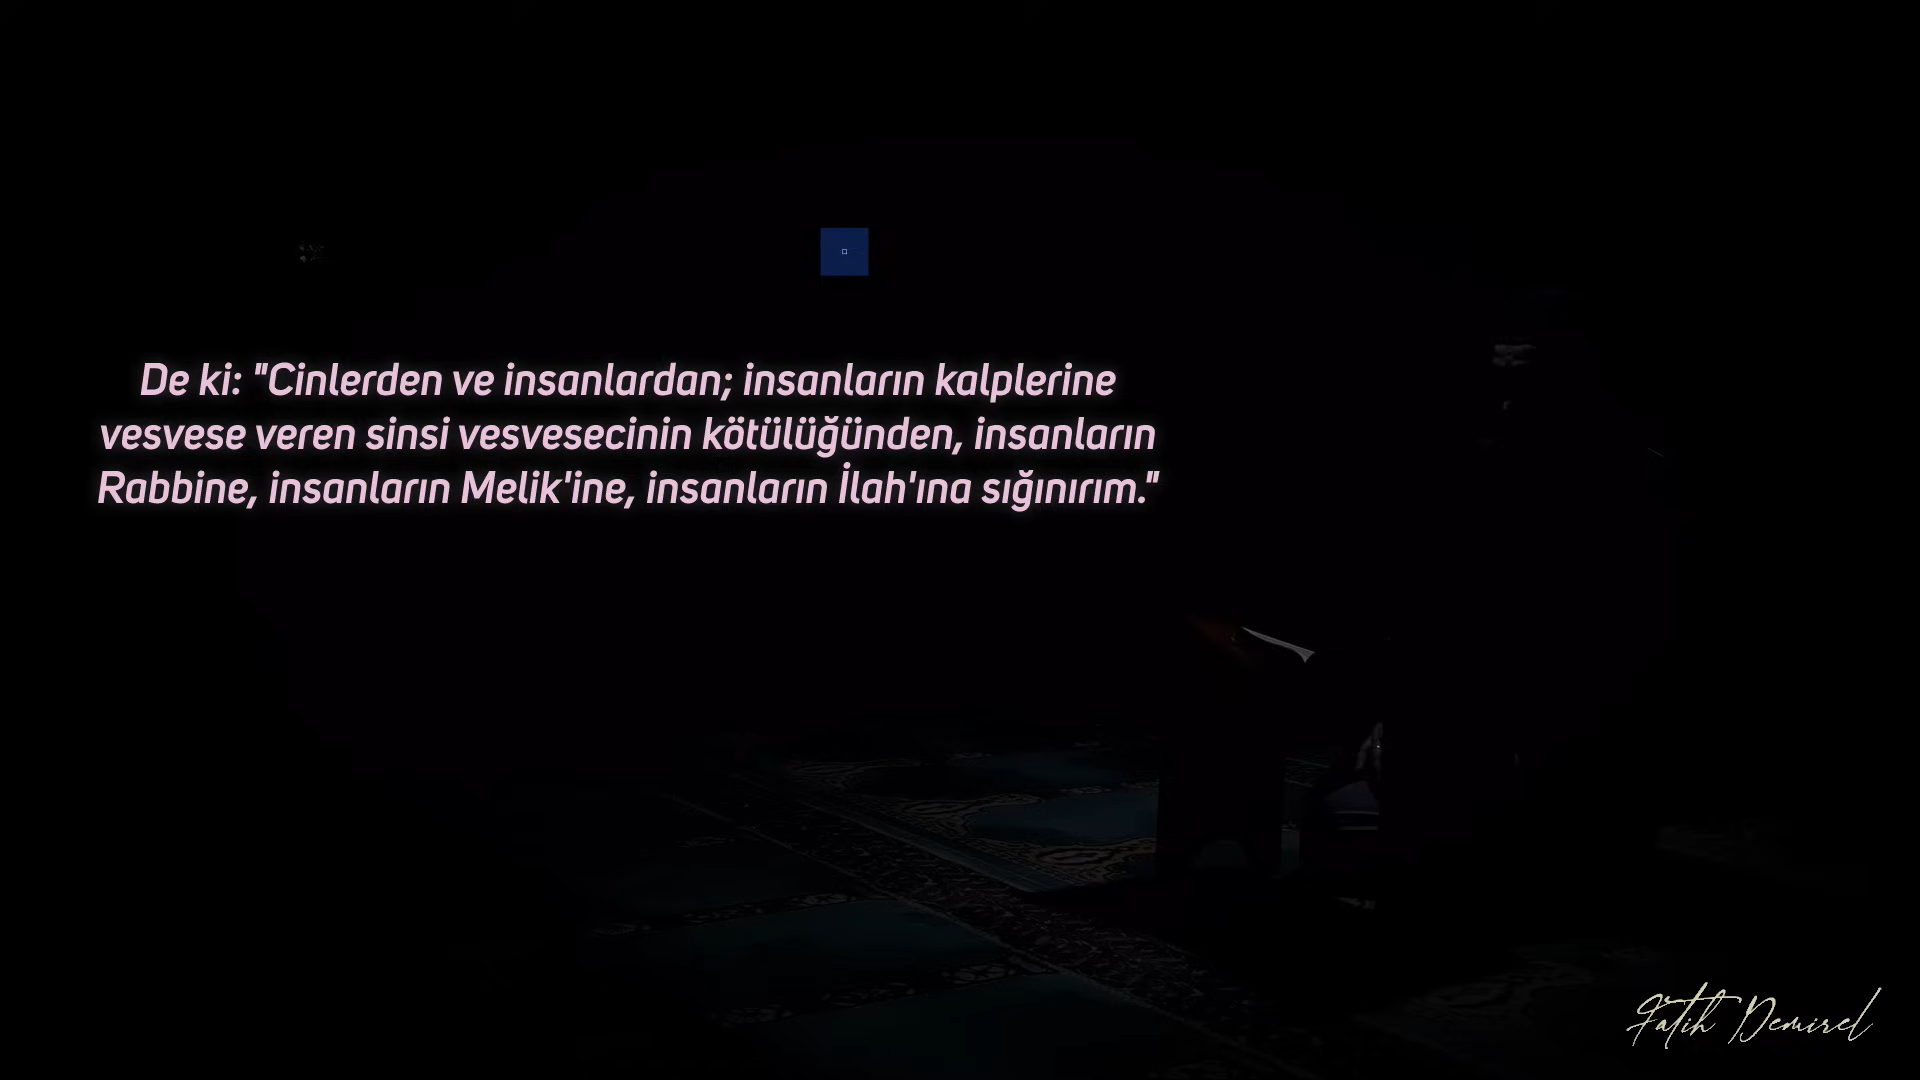 De ki: "Cinlerden ve insanlardan; insanların kalplerine
vesvese veren sinsi vesvesecinin kötülüğünden, insanların
Rabbine, insanların Melik'ine, insanların İlah'ına sığınırım."
Fatih Demirel